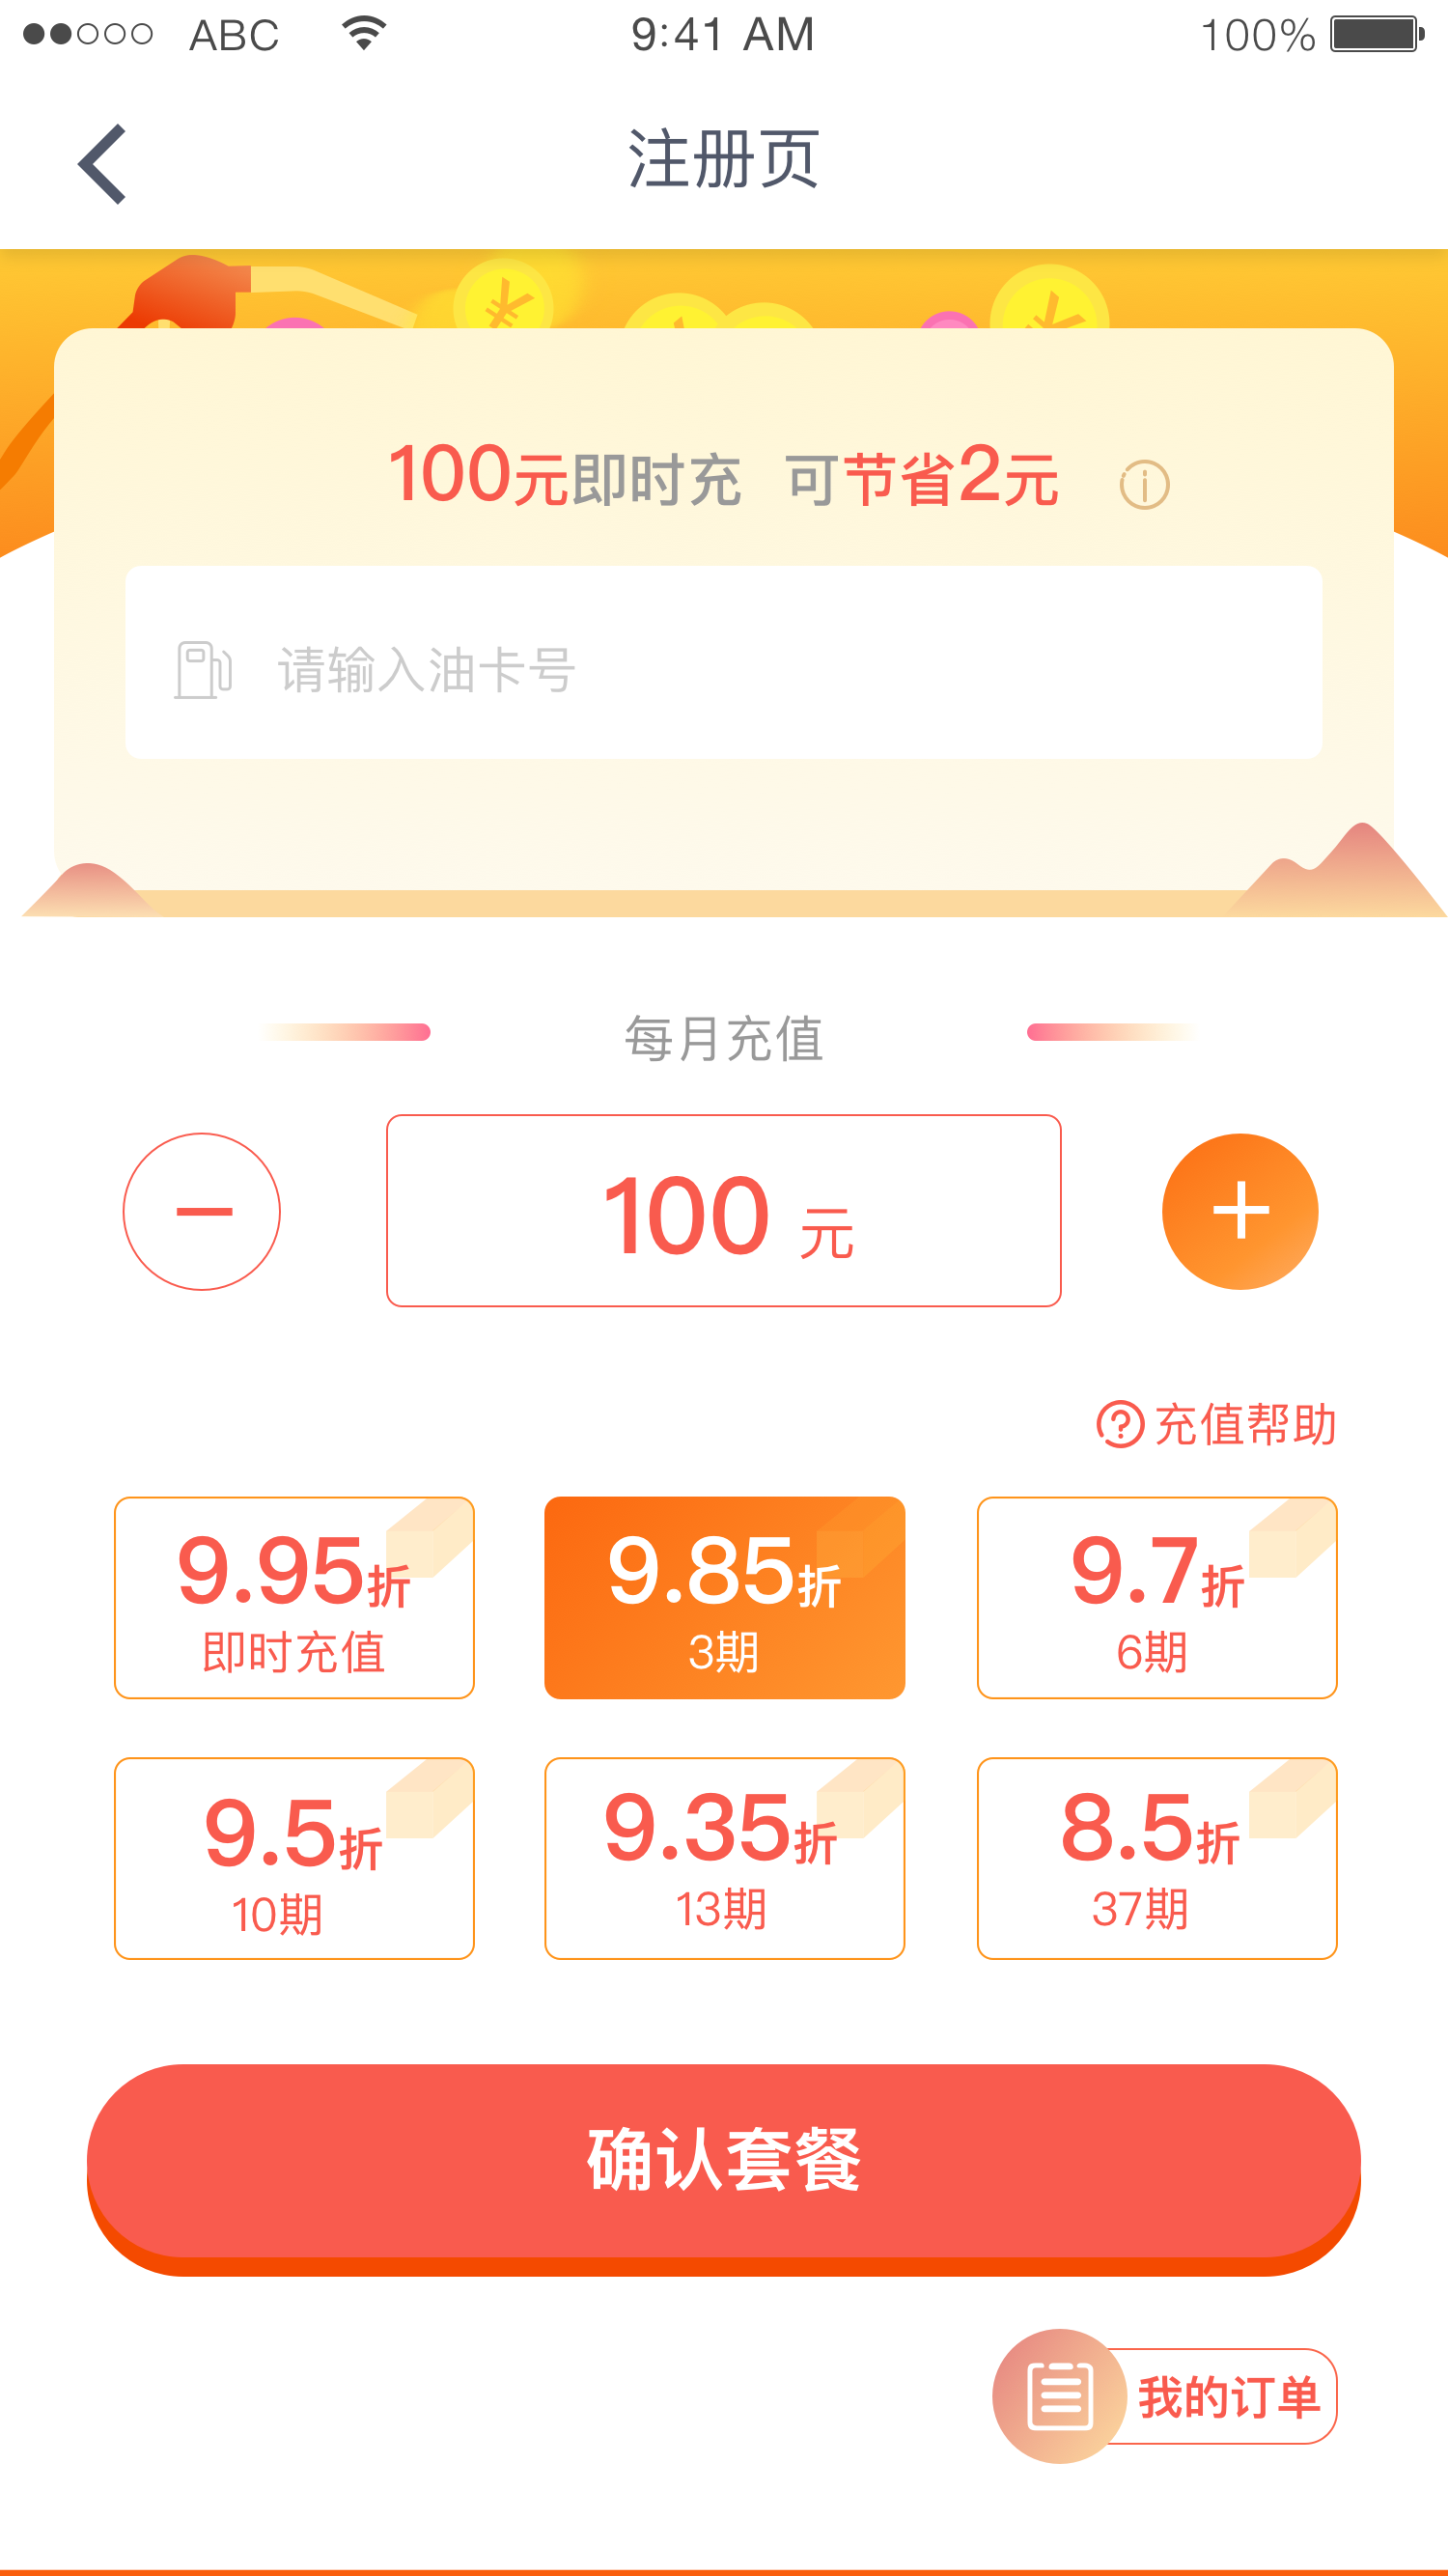 ABC 9:41 AM 100%
注册页
100元即时充 可节省2元
请输入油卡号
每月充值
100 元
充值帮助
9.95折 9.85折 9.7折
即时充值 3期 6期
9.5折 9.35折 8.5折
10期 13期 37期
确认套餐
我的订单